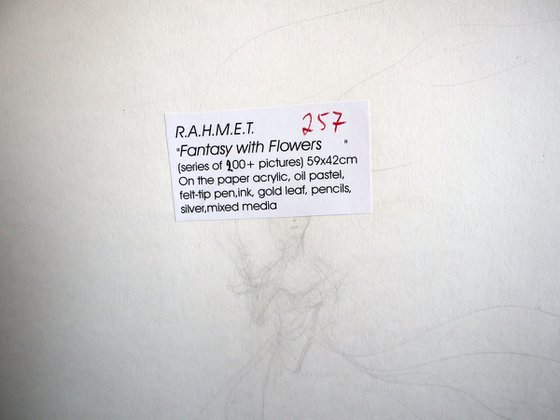 R.A.H.M.E.T. 257
"Fantasy with Flowers "
(series of 200+ pictures) 59x42cm
On the paper acrylic, oil pastel,
felt-tip pen,ink, gold leaf, pencils,
silver,mixed media